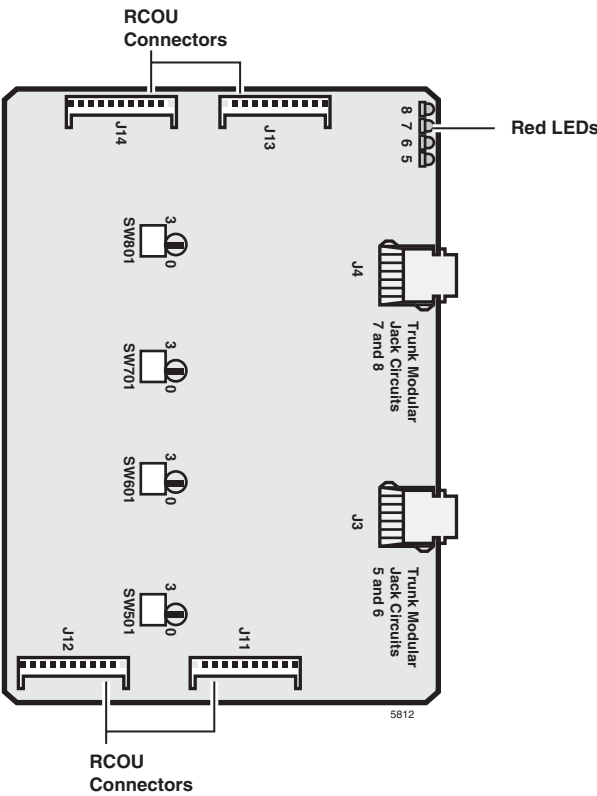 RCOU
Connectors
J14
J13
8 7 6 5
Red LEDs
SW801
3
0
J4
Trunk Modular
Jack Circuits
7 and 8
SW701
3
0
SW601
3
0
J3
Trunk Modular
Jack Circuits
5 and 6
SW501
3
0
J12
J11
5812
RCOU
Connectors